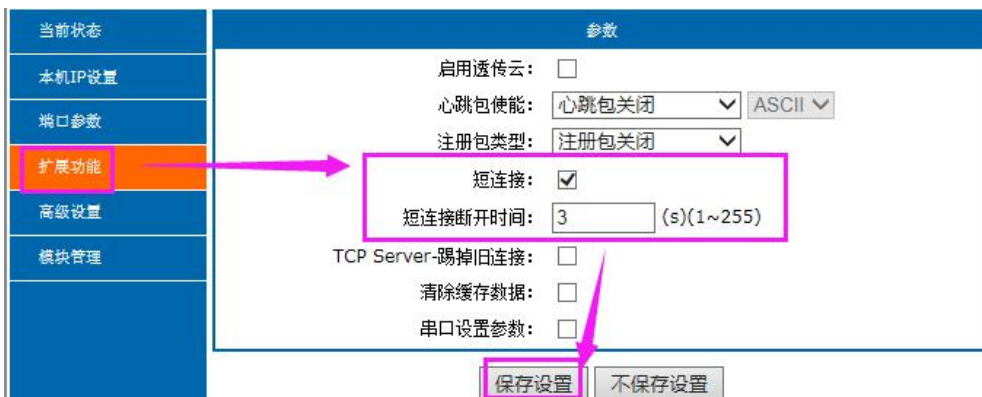 当前状态
本机IP设置
端口参数
扩展功能
高级设置
模块管理
参数
启用透传云：
心跳包使能： 心跳包关闭 ASCII
注册包类型： 注册包关闭
短连接：
短连接断开时间： 3 (s)(1~255)
TCP Server-踢掉旧连接：
清除缓存数据：
串口设置参数：
保存设置 不保存设置